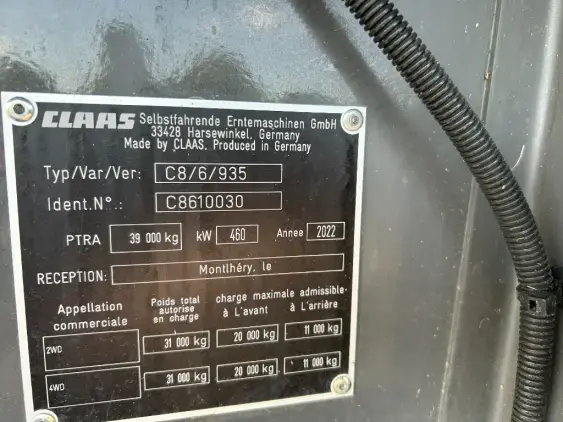 CLAAS Selbstfahrende Erntemaschinen GmbH
33428 Harsewinkel, Germany
Made by CLAAS. Produced in Germany
Typ/Var/Ver: C8/6/935
Ident.N°.: C8610030
PTRA 39 000 kg kW 460 Annee 2022
RECEPTION: Montlhéry, le
Appellation commerciale
Poids total autorise en charge
charge maximale admissible
à L'avant à L'arrière
2WD 31 000 kg 20 000 kg 11 000 kg
4WD 31 000 kg 20 000 kg 11 000 kg